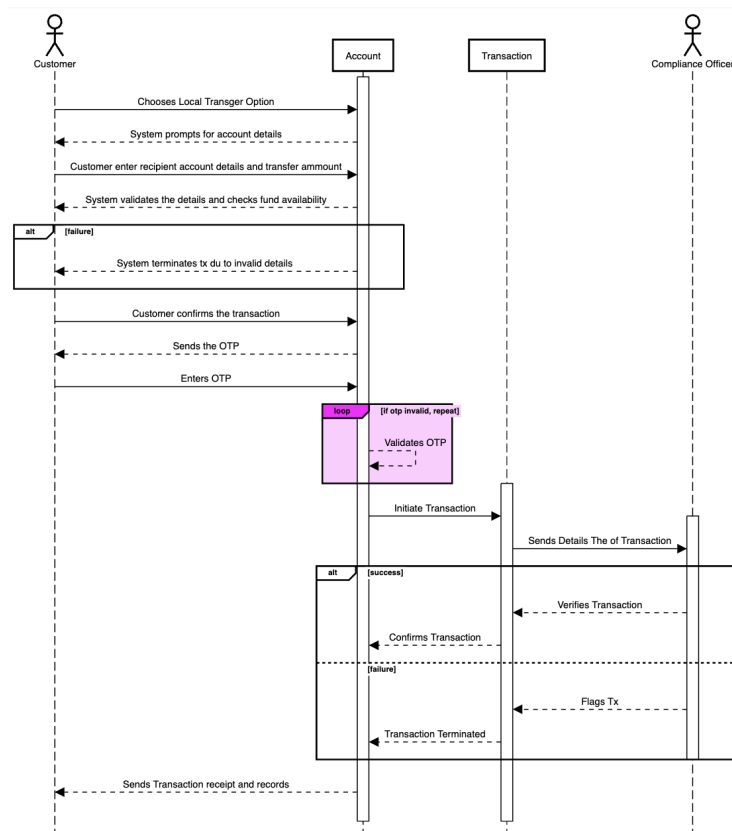 Customer
Account
Transaction
Compliance Officer
Chooses Local Transger Option
System prompts for account details
Customer enter recipient account details and transfer ammount
System validates the details and checks fund availability
alt
[failure]
System terminates tx du to invalid details
Customer confirms the transaction
Sends the OTP
Enters OTP
loop
[if otp invalid, repeat]
Validates OTP
Initiate Transaction
Sends Details The of Transaction
alt
[success]
Verifies Transaction
Confirms Transaction
[failure]
Flags Tx
Transaction Terminated
Sends Transaction receipt and records